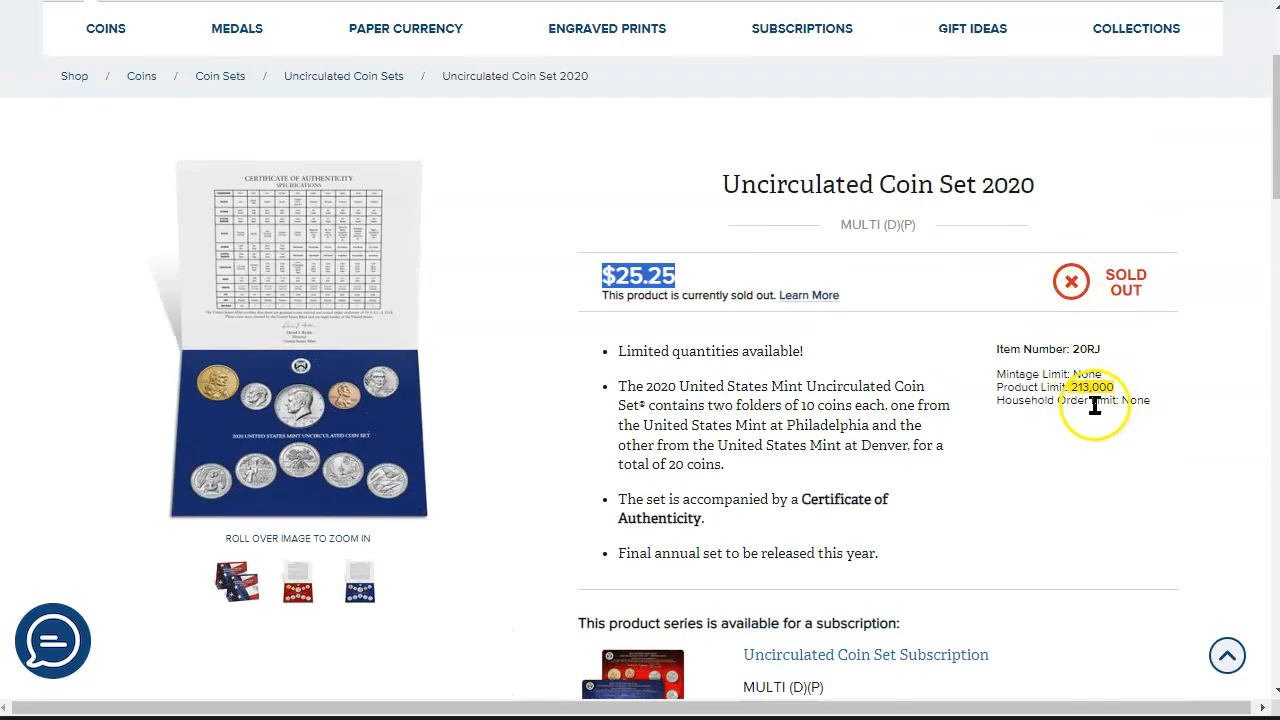 COINS
MEDALS
PAPER CURRENCY
ENGRAVED PRINTS
SUBSCRIPTIONS
GIFT IDEAS
COLLECTIONS
Shop / Coins / Coin Sets / Uncirculated Coin Sets / Uncirculated Coin Set 2020
CERTIFICATE OF AUTHENTICITY
SPECIFICATIONS
2020 UNITED STATES MINT UNCIRCULATED COIN SET
ROLL OVER IMAGE TO ZOOM IN
Uncirculated Coin Set 2020
MULTI (D)(P)
$25.25
This product is currently sold out. Learn More
SOLD
OUT
• Limited quantities available!
• The 2020 United States Mint Uncirculated Coin
Set® contains two folders of 10 coins each, one from
the United States Mint at Philadelphia and the
other from the United States Mint at Denver, for a
total of 20 coins.
• The set is accompanied by a Certificate of
Authenticity.
• Final annual set to be released this year.
Item Number: 20RJ
Mintage Limit: None
Product Limit: 213,000
Household Order Limit: None
This product series is available for a subscription:
Uncirculated Coin Set Subscription
MULTI (D)(P)